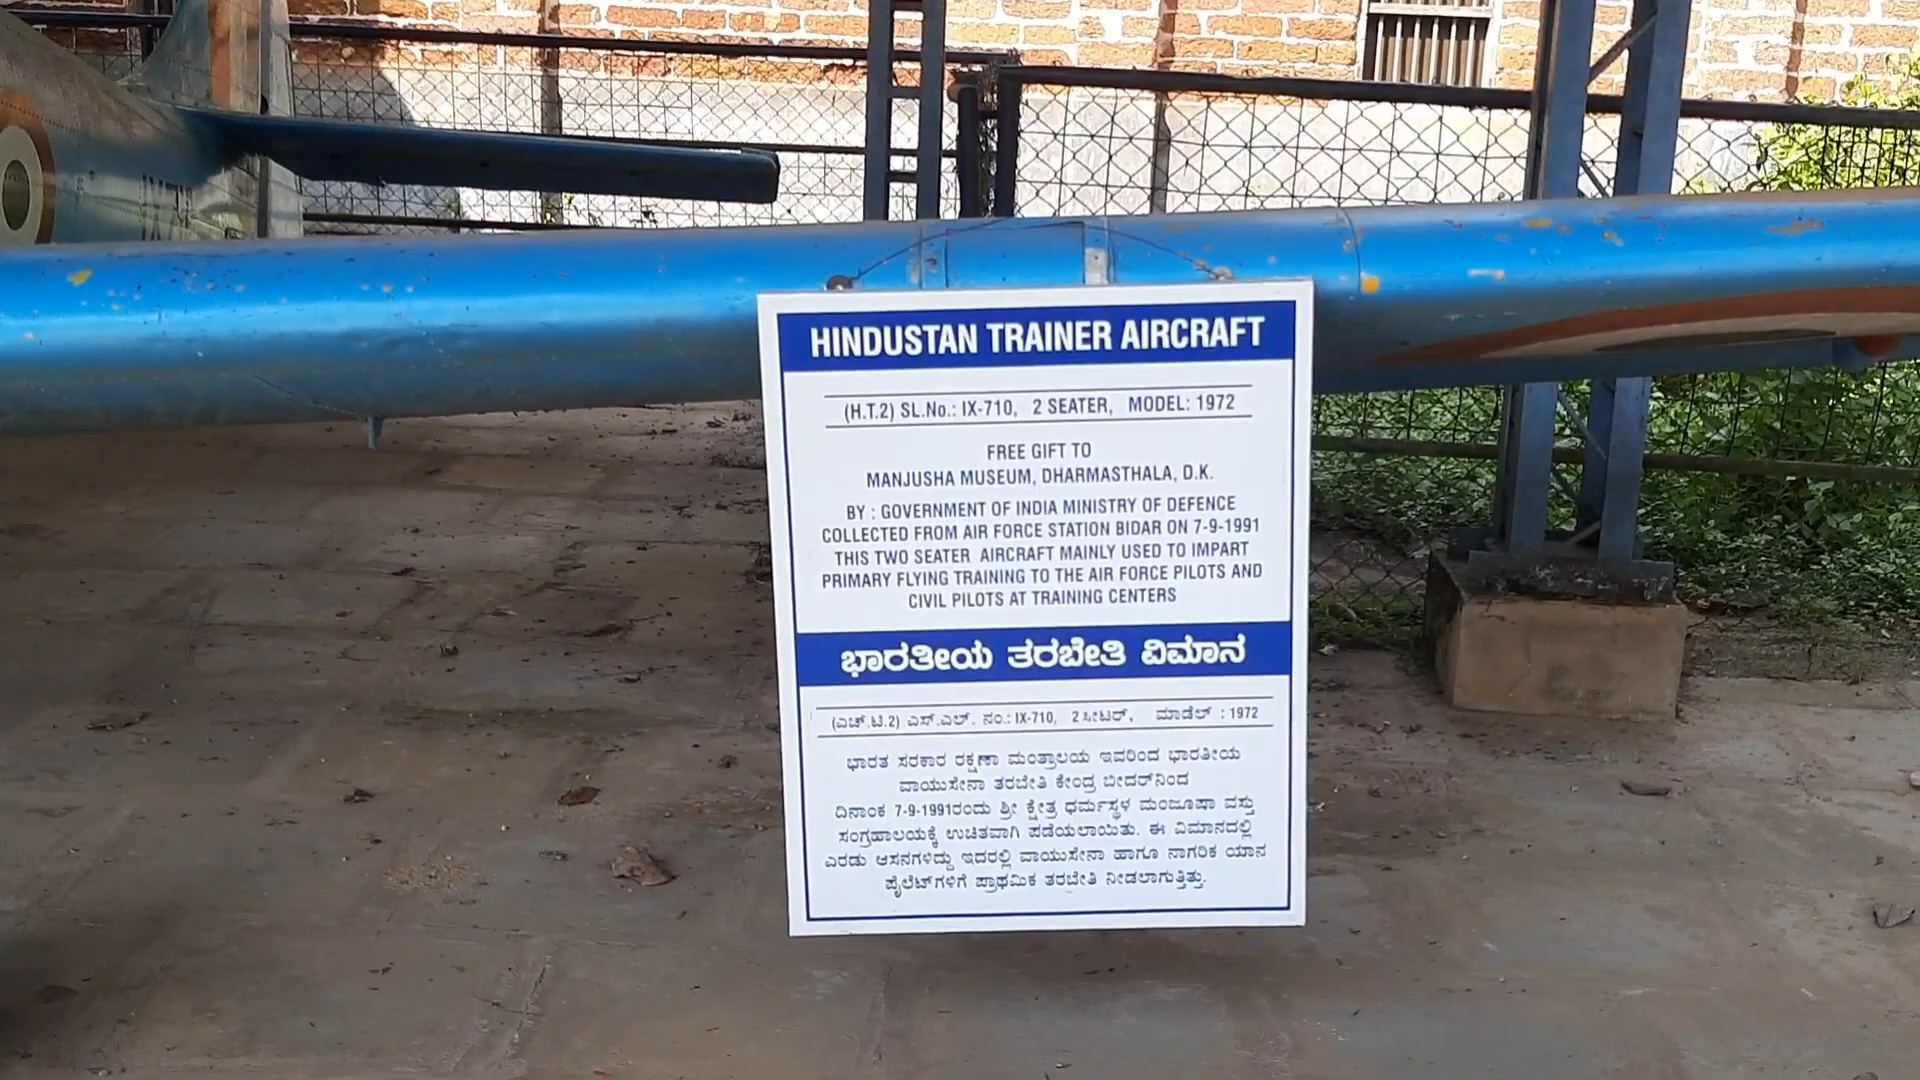 HINDUSTAN TRAINER AIRCRAFT
(H.T.2) SL.No.: IX-710, 2 SEATER, MODEL: 1972
FREE GIFT TO
MANJUSHA MUSEUM, DHARMASTHALA, D.K.
BY : GOVERNMENT OF INDIA MINISTRY OF DEFENCE
COLLECTED FROM AIR FORCE STATION BIDAR ON 7-9-1991
THIS TWO SEATER AIRCRAFT MAINLY USED TO IMPART
PRIMARY FLYING TRAINING TO THE AIR FORCE PILOTS AND
CIVIL PILOTS AT TRAINING CENTERS
ಭಾರತೀಯ ತರಬೇತಿ ವಿಮಾನ
(ಎಚ್.ಟಿ.2) ಎಸ್.ಎಲ್. ನಂ.: IX-710, 2 ಸೀಟರ್, ಮಾಡೆಲ್ : 1972
ಭಾರತ ಸರಕಾರ ರಕ್ಷಣಾ ಮಂತ್ರಾಲಯ ಇವರಿಂದ ಭಾರತೀಯ
ವಾಯುಸೇನಾ ತರಬೇತಿ ಕೇಂದ್ರ ಬೀದರ್‌ನಿಂದ
ದಿನಾಂಕ 7-9-1991ರಂದು ಶ್ರೀ ಕ್ಷೇತ್ರ ಧರ್ಮಸ್ಥಳ ಮಂಜೂಷಾ ವಸ್ತು
ಸಂಗ್ರಹಾಲಯಕ್ಕೆ ಉಚಿತವಾಗಿ ಪಡೆಯಲಾಯಿತು. ಈ ವಿಮಾನದಲ್ಲಿ
ಎರಡು ಆಸನಗಳಿದ್ದು ಇದರಲ್ಲಿ ವಾಯುಸೇನಾ ಹಾಗೂ ನಾಗರಿಕ ಯಾನ
ಪೈಲೆಟ್‌ಗಳಿಗೆ ಪ್ರಾಥಮಿಕ ತರಬೇತಿ ನೀಡಲಾಗುತ್ತಿತ್ತು.